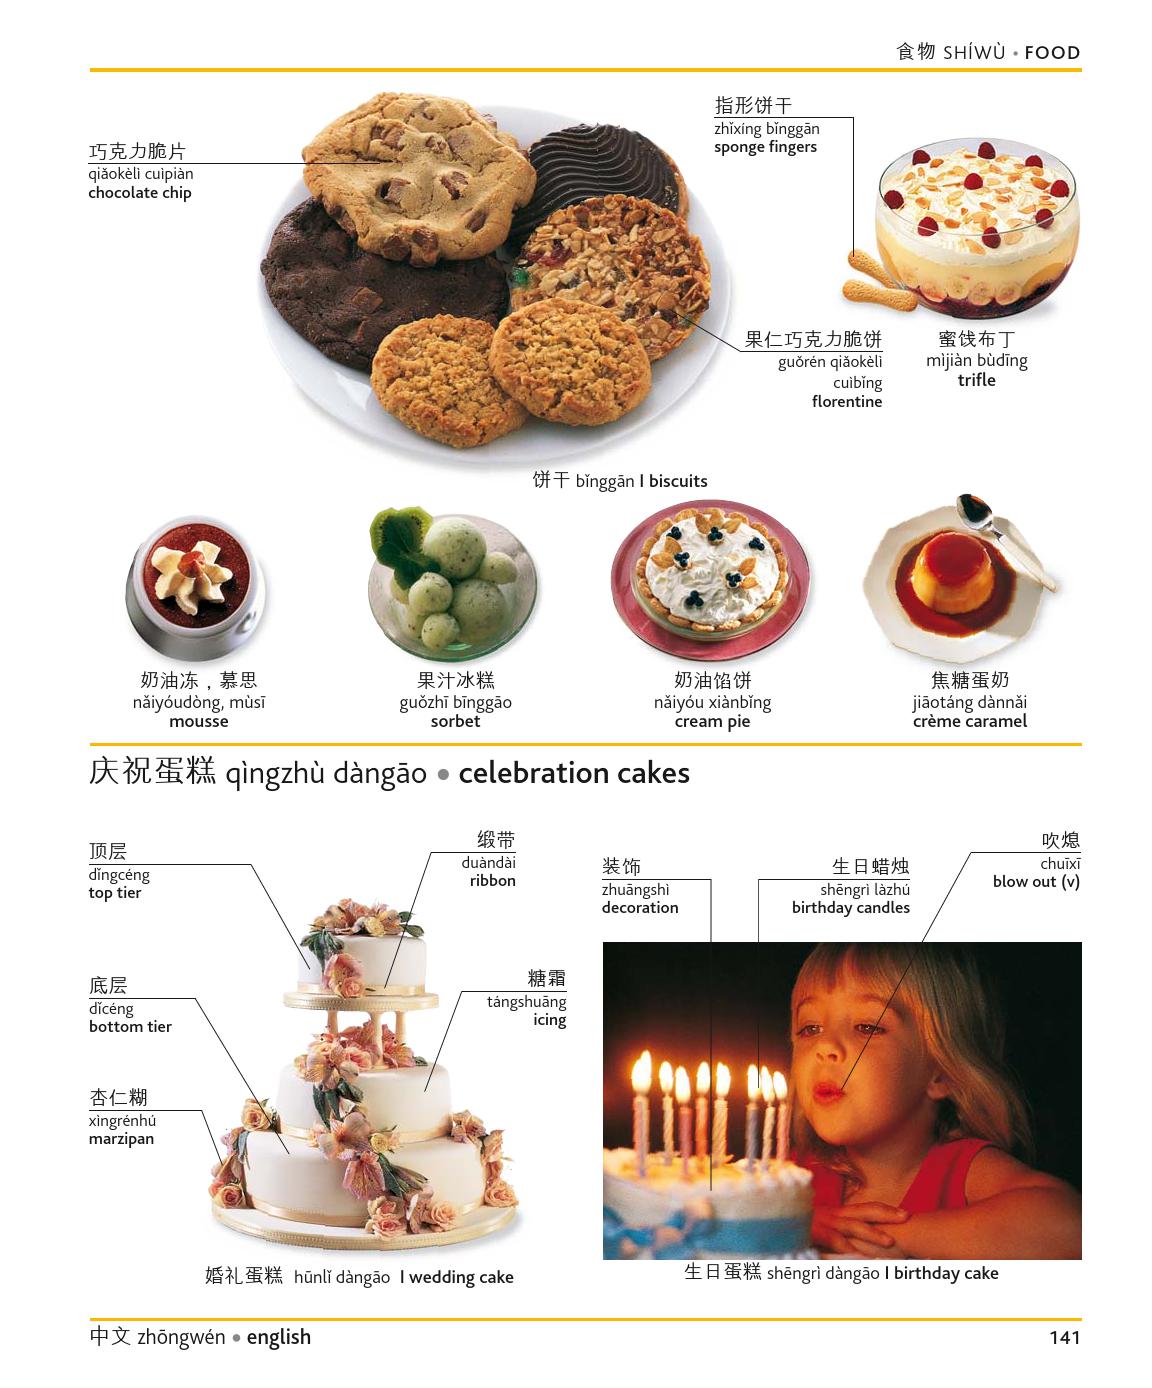 食物 SHÍWÙ • FOOD
巧克力脆片
qiǎokèlì cuìpiàn
chocolate chip
指形饼干
zhǐxíng bǐnggān
sponge fingers
果仁巧克力脆饼
guǒrén qiǎokèlì
cuìbǐng
florentine
蜜饯布丁
mìjiàn bùdīng
trifle
饼干 bǐnggān | biscuits
奶油冻，慕思
nǎiyóudòng, mùsī
mousse
果汁冰糕
guǒzhī bīnggāo
sorbet
奶油馅饼
nǎiyóu xiànbǐng
cream pie
焦糖蛋奶
jiāotáng dànnǎi
crème caramel
庆祝蛋糕 qìngzhù dàngāo • celebration cakes
顶层
dǐngcéng
top tier
缎带
duàndài
ribbon
底层
dǐcéng
bottom tier
糖霜
tángshuāng
icing
杏仁糊
xìngrénhú
marzipan
婚礼蛋糕 hūnlǐ dàngāo | wedding cake
装饰
zhuāngshì
decoration
生日蜡烛
shēngrì làzhú
birthday candles
吹熄
chuīxī
blow out (v)
生日蛋糕 shēngrì dàngāo | birthday cake
中文 zhōngwén • english
141